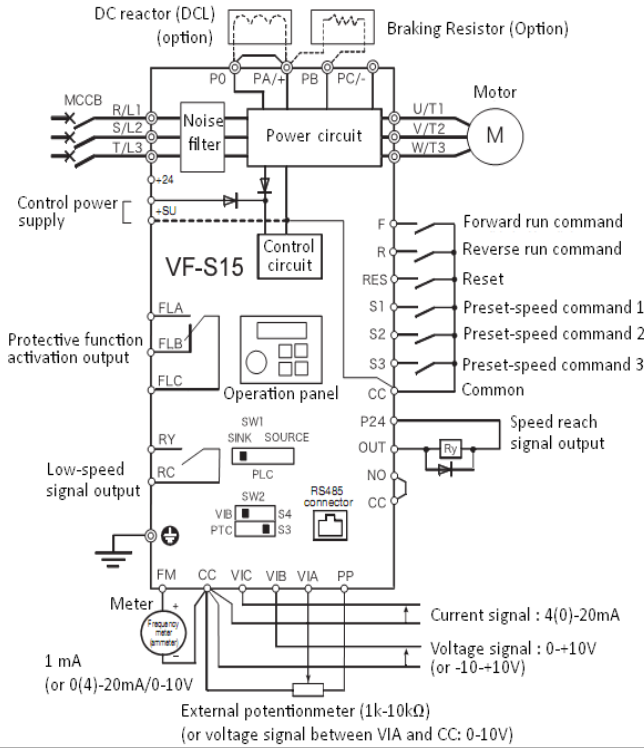 DC reactor (DCL)
(option)
Braking Resistor (Option)
P0
PA/+
PB
PC/-
MCCB
R/L1
S/L2
T/L3
Noise
filter
Power circuit
U/T1
V/T2
W/T3
Motor
M
+24
+SU
Control power
supply
Control
circuit
VF-S15
F
Forward run command
R
Reverse run command
RES
Reset
S1
Preset-speed command 1
S2
Preset-speed command 2
S3
Preset-speed command 3
CC
Common
FLA
FLB
FLC
Protective function
activation output
Operation panel
P24
OUT
Ry
Speed reach
signal output
NO
CC
RY
RC
Low-speed
signal output
SW1
SINK SOURCE
PLC
SW2
VIB
S4
PTC
S3
RS485
connector
FM
CC
VIC
VIB
VIA
PP
Meter
+
Frequency
meter
(ammeter)
−
1 mA
(or 0(4)-20mA/0-10V
Current signal : 4(0)-20mA
Voltage signal : 0-+10V
(or -10-+10V)
External potentionmeter (1k-10kΩ)
(or voltage signal between VIA and CC: 0-10V)